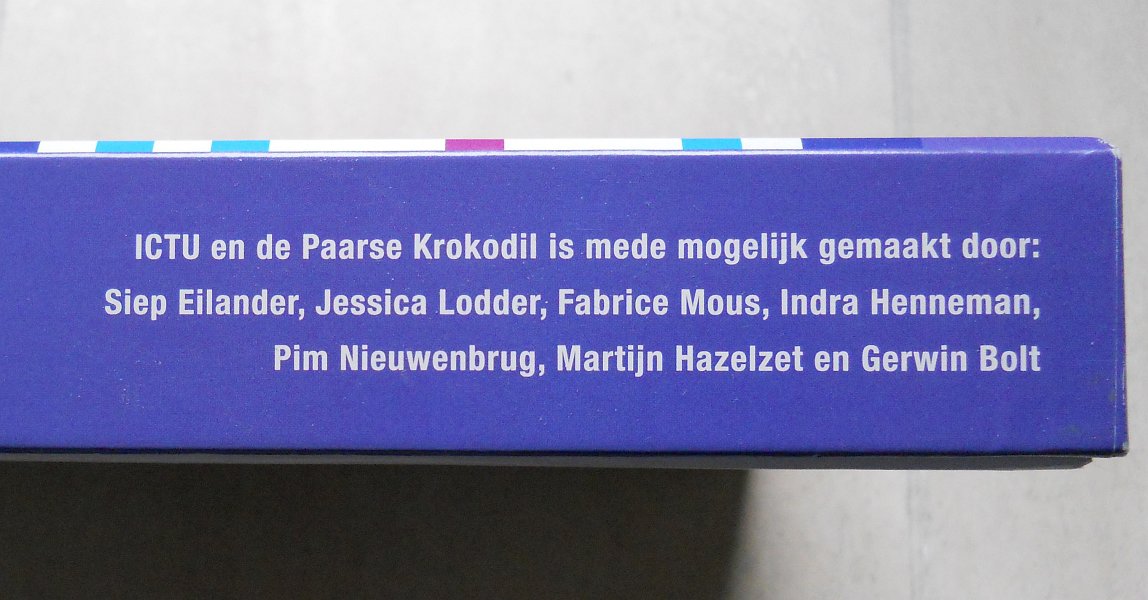 ICTU en de Paarse Krokodil is mede mogelijk gemaakt door:
Siep Eilander, Jessica Lodder, Fabrice Mous, Indra Henneman,
Pim Nieuwenbrug, Martijn Hazelzet en Gerwin Bolt